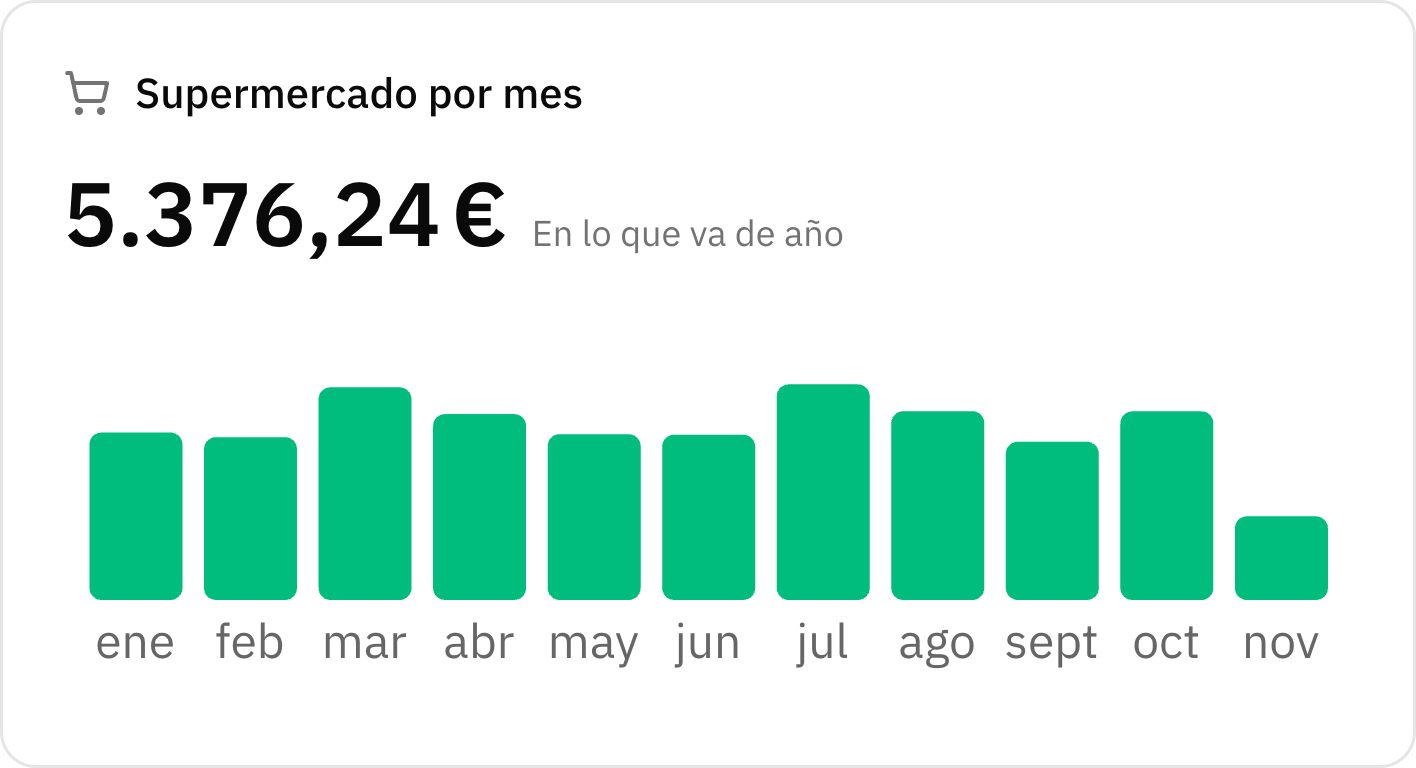 Supermercado por mes
5.376,24 € En lo que va de año
ene feb mar abr may jun jul ago sept oct nov